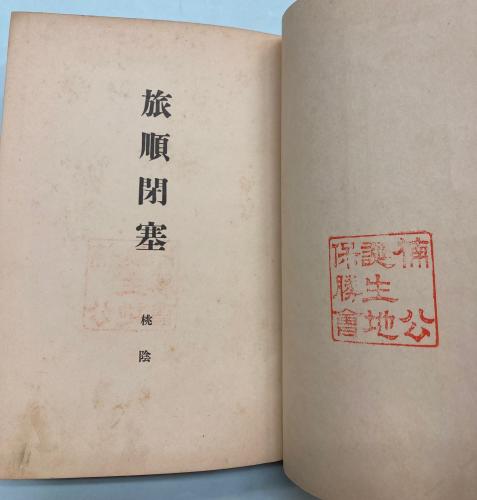 旅順閉塞
桃陰
楠公
誕生地
保勝會